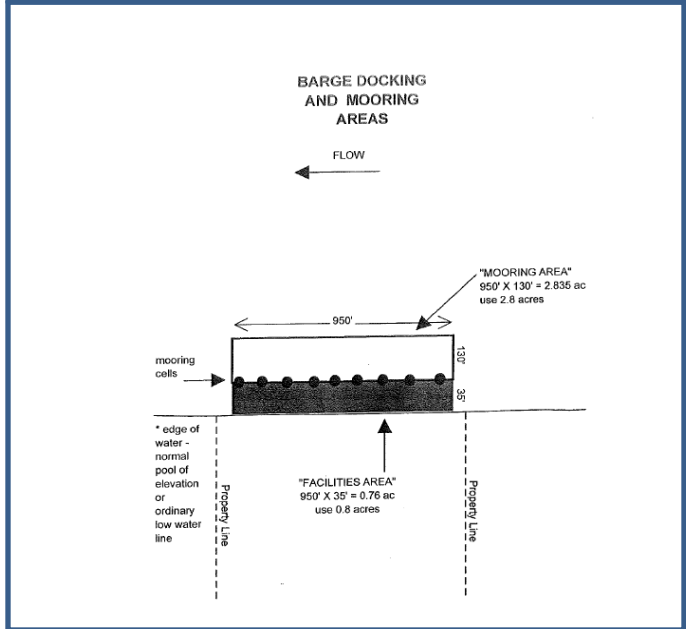 BARGE DOCKING
AND MOORING
AREAS
FLOW
"MOORING AREA"
950' X 130' = 2.835 ac
use 2.8 acres
950'
130'
mooring
cells
35'
* edge of
water -
normal
pool of
elevation
or
ordinary
low water
line
"FACILITIES AREA"
950' X 35' = 0.76 ac
use 0.8 acres
Property Line
Property Line